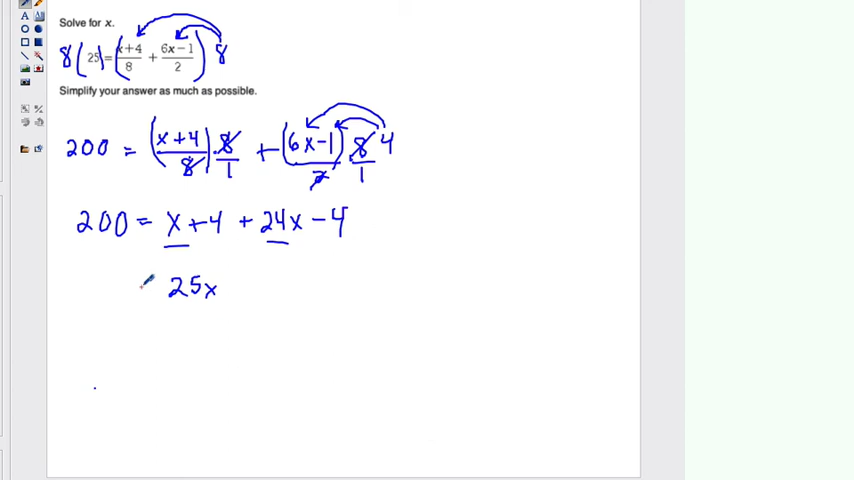 Solve for x.
8(25)=(x+4/8 + 6x−1/2)8
Simplify your answer as much as possible.
200 = (x+4/8)·8/1 + (6x−1)/2·8/1 4
200 = x+4 + 24x −4
25x